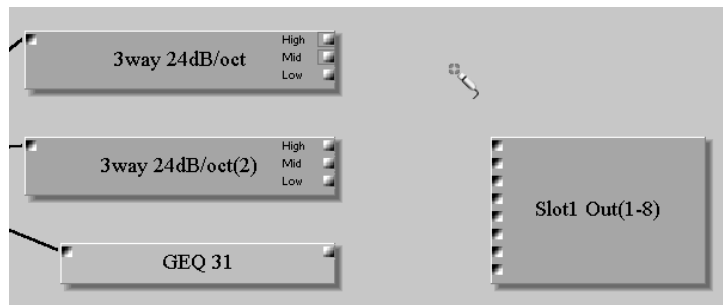 3way 24dB/oct
High
Mid
Low
3way 24dB/oct(2)
High
Mid
Low
Slot1 Out(1-8)
GEQ 31